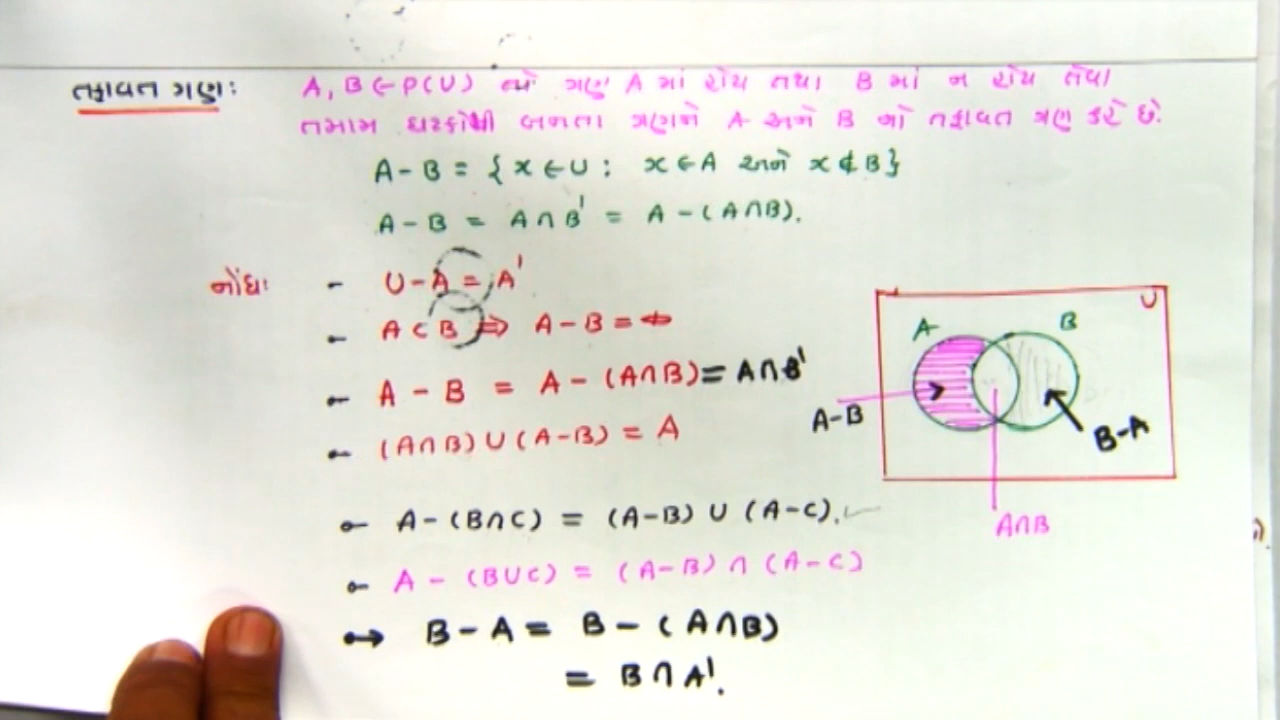 તફાવત ગણ: A, B ∈ P(U) તો ગણ A માં હોય તથા B માં ન હોય તેવા
તમામ ઘટકોથી બનતા ગણને A અને B નો તફાવત ગણ કહે છે.
A - B = { x ∈ U : x ∈ A અને x ∉ B }
A - B = A ∩ B' = A - (A ∩ B).
નોંધઃ - U - A = A'
- A ⊂ B ⇒ A - B = ϕ
- A - B = A - (A ∩ B) = A ∩ B'
- (A ∩ B) ∪ (A - B) = A
- A - (B ∩ C) = (A - B) ∪ (A - C).
- A - (B ∪ C) = (A - B) ∩ (A - C)
→ B - A = B - (A ∩ B)
= B ∩ A'.
U
A B
A - B
B - A
A ∩ B